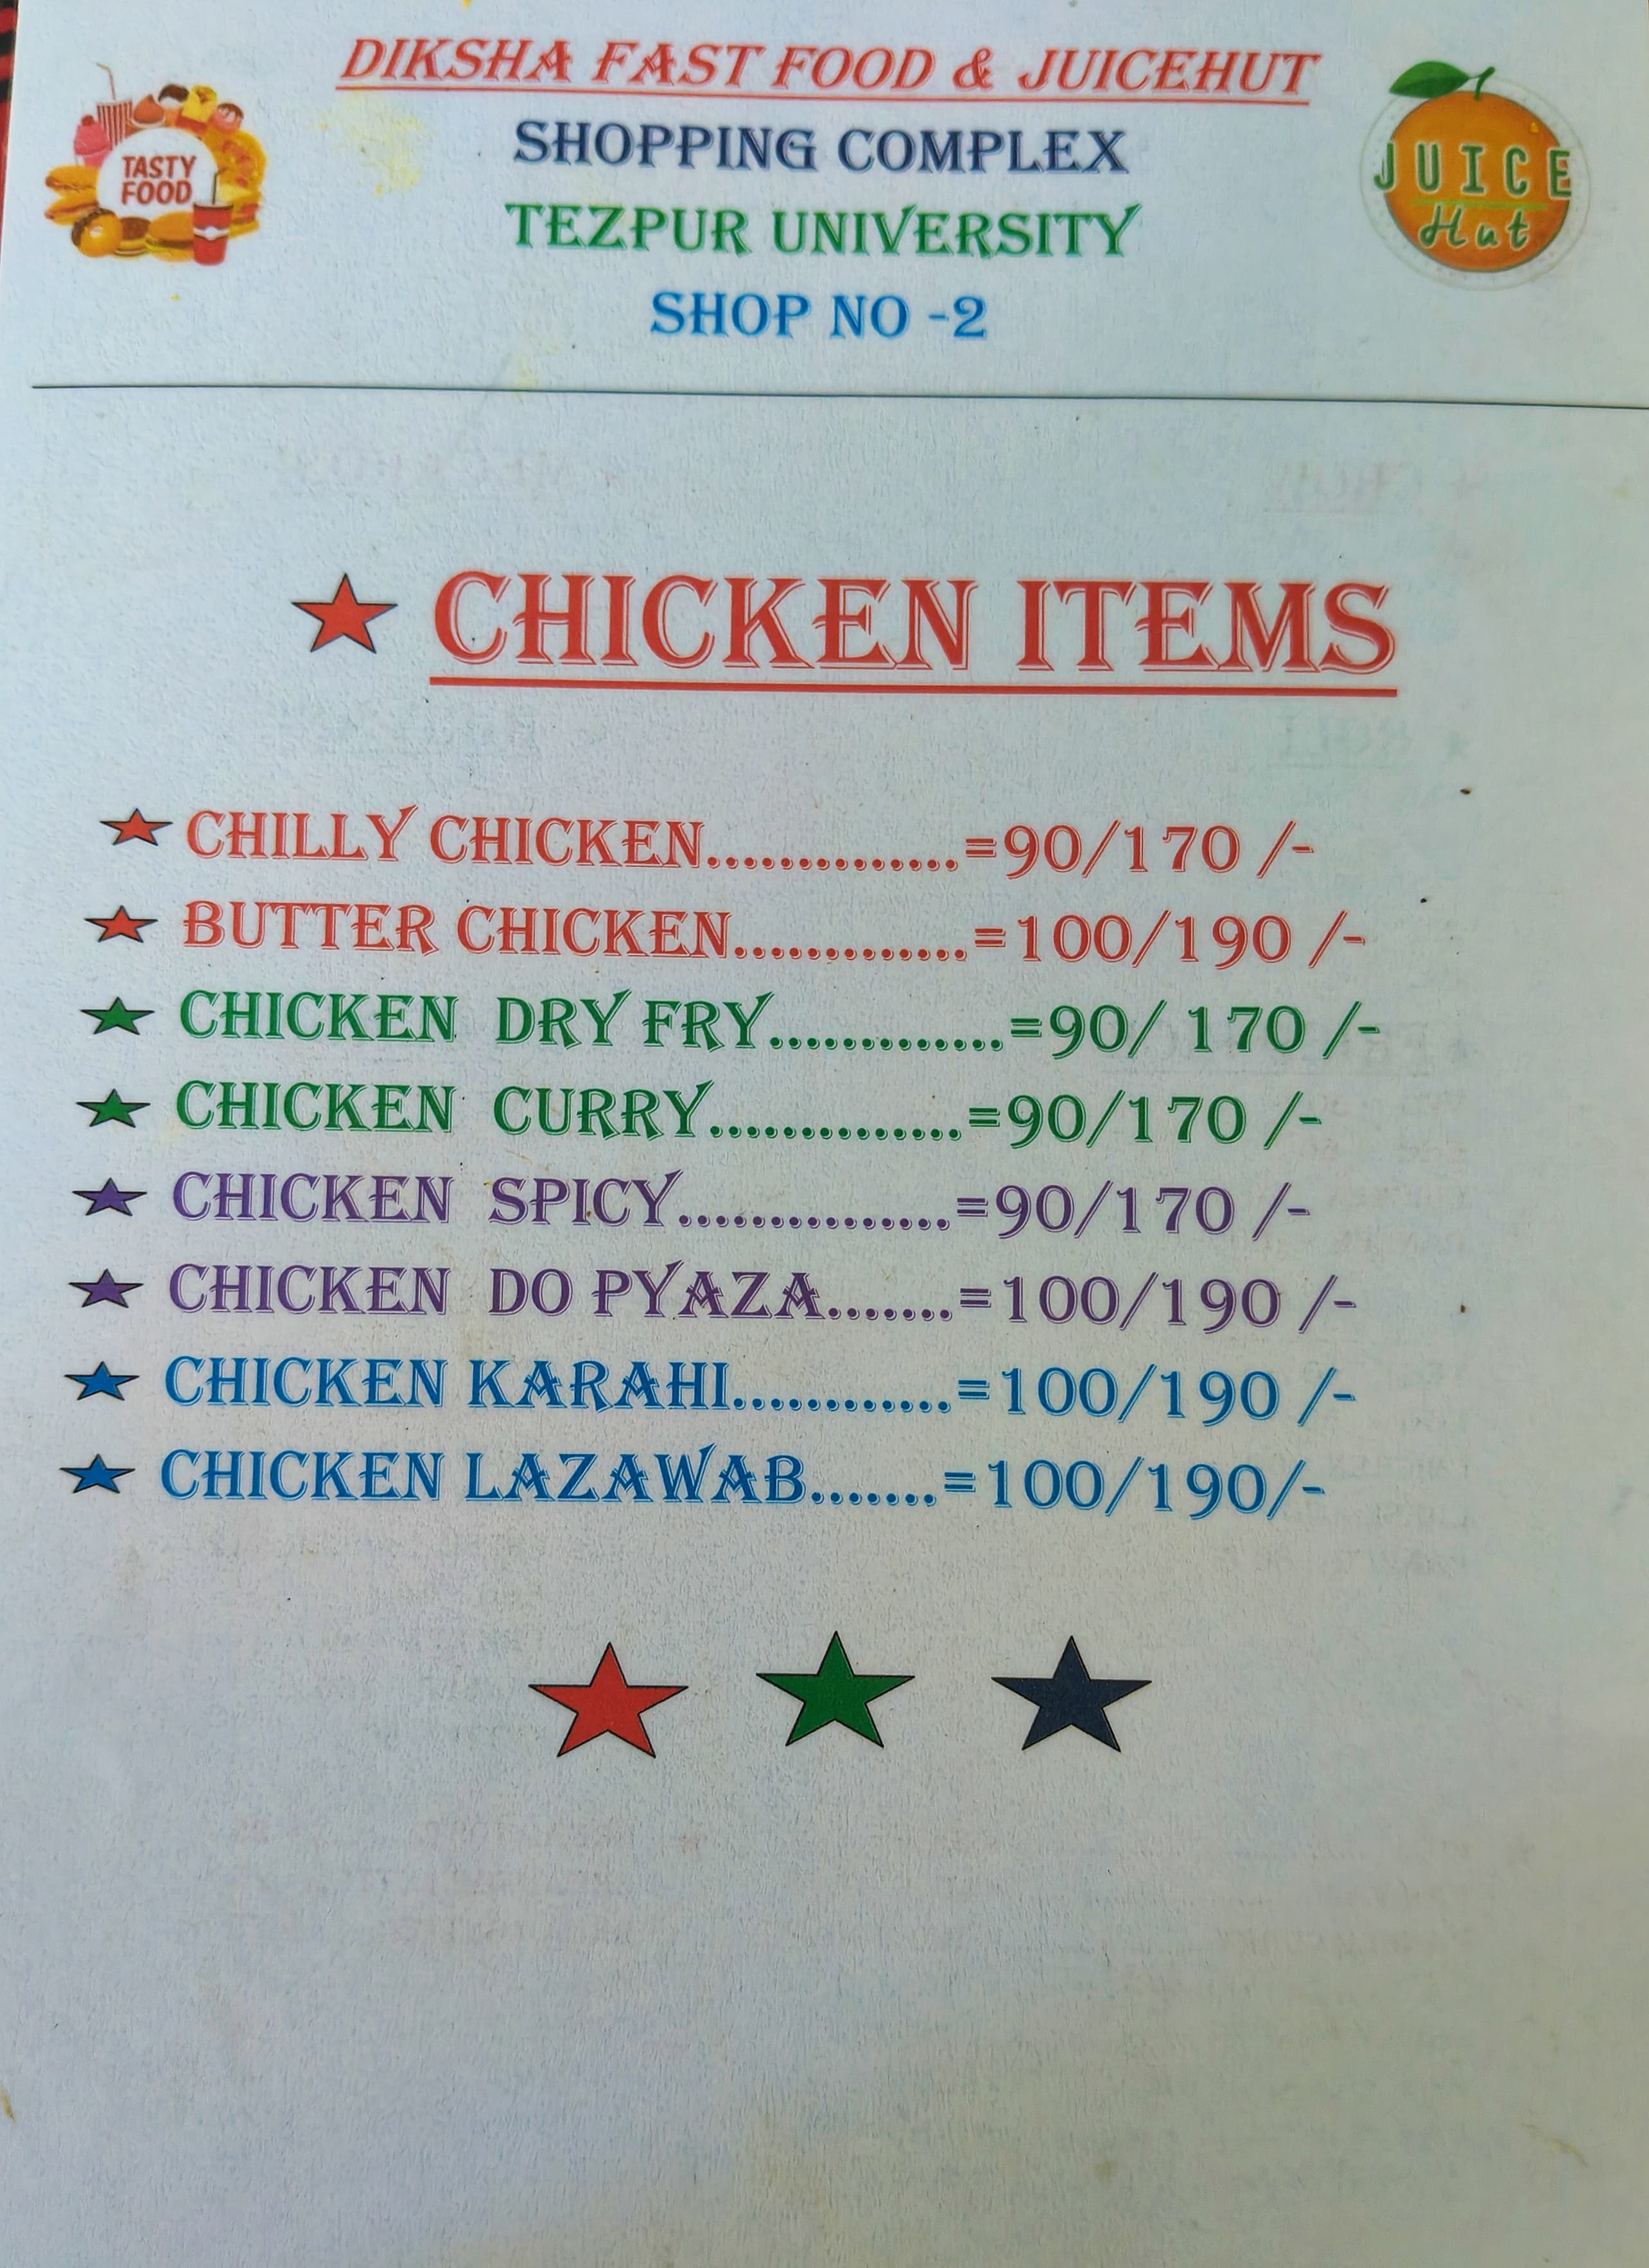 DIKSHA FAST FOOD & JUICEHUT
SHOPPING COMPLEX
TEZPUR UNIVERSITY
SHOP NO -2
TASTY
FOOD
JUICE
Hut
CHICKEN ITEMS
CHILLY CHICKEN..............=90/170 /-
BUTTER CHICKEN.............=100/190 /-
CHICKEN DRY FRY.............=90/ 170 /-
CHICKEN CURRY..............=90/170 /-
CHICKEN SPICY...............=90/170 /-
CHICKEN DO PYAZA.......=100/190 /-
CHICKEN KARAHI............=100/190 /-
CHICKEN LAZAWAB.......=100/190/-